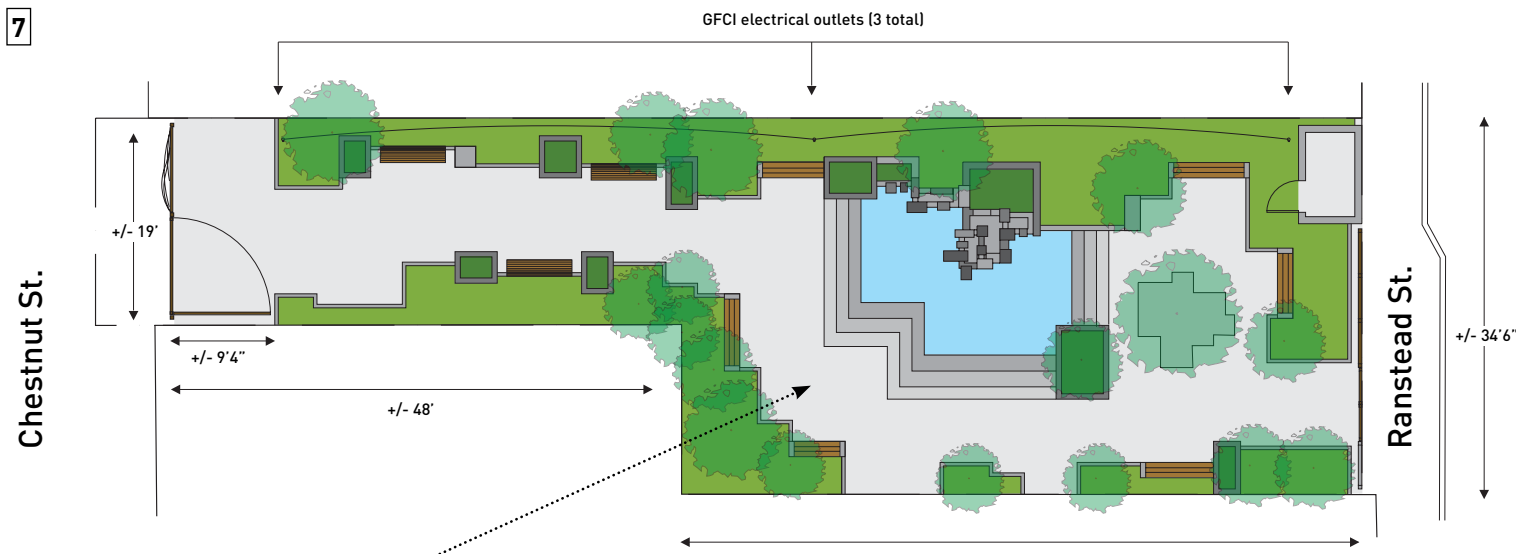 7
GFCI electrical outlets (3 total)
Chestnut St.
+/- 19'
+/- 9'4”
+/- 48'
Ranstead St.
+/- 34'6”